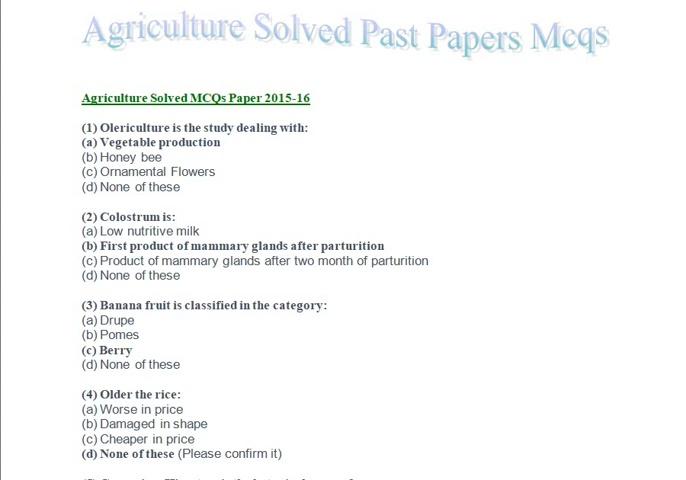 Agriculture Solved Past Papers Mcqs
Agriculture Solved MCQs Paper 2015-16
(1) Olericulture is the study dealing with:
(a) Vegetable production
(b) Honey bee
(c) Ornamental Flowers
(d) None of these
(2) Colostrum is:
(a) Low nutritive milk
(b) First product of mammary glands after parturition
(c) Product of mammary glands after two month of parturition
(d) None of these
(3) Banana fruit is classified in the category:
(a) Drupe
(b) Pomes
(c) Berry
(d) None of these
(4) Older the rice:
(a) Worse in price
(b) Damaged in shape
(c) Cheaper in price
(d) None of these (Please confirm it)